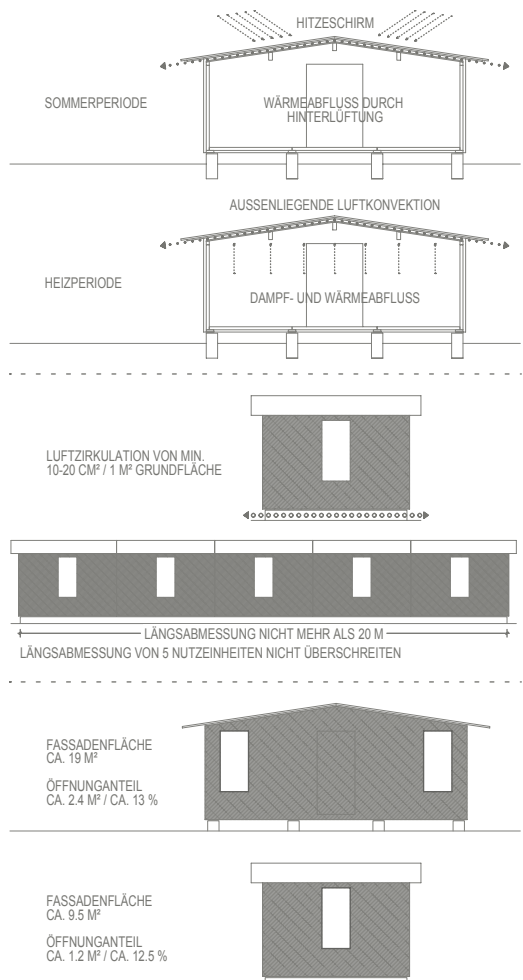 HITZESCHIRM
SOMMERPERIODE
WÄRMEABFLUSS DURCH
HINTERLÜFTUNG
AUSSENLIEGENDE LUFTKONVEKTION
HEIZPERIODE
DAMPF- UND WÄRMEABFLUSS
LUFTZIRKULATION VON MIN.
10-20 CM² / 1 M² GRUNDFLÄCHE
LÄNGSABMESSUNG NICHT MEHR ALS 20 M
LÄNGSABMESSUNG VON 5 NUTZEINHEITEN NICHT ÜBERSCHREITEN
FASSADENFLÄCHE
CA. 19 M²
ÖFFNUNGANTEIL
CA. 2.4 M² / CA. 13 %
FASSADENFLÄCHE
CA. 9.5 M²
ÖFFNUNGANTEIL
CA. 1.2 M² / CA. 12.5 %